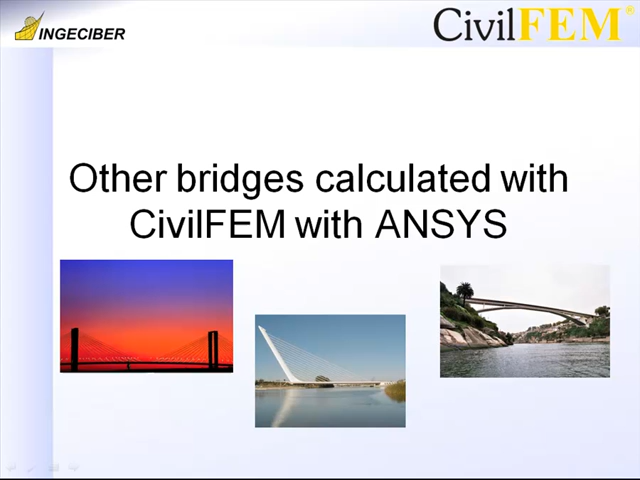 INGECIBER
CivilFEM®
Other bridges calculated with
CivilFEM with ANSYS